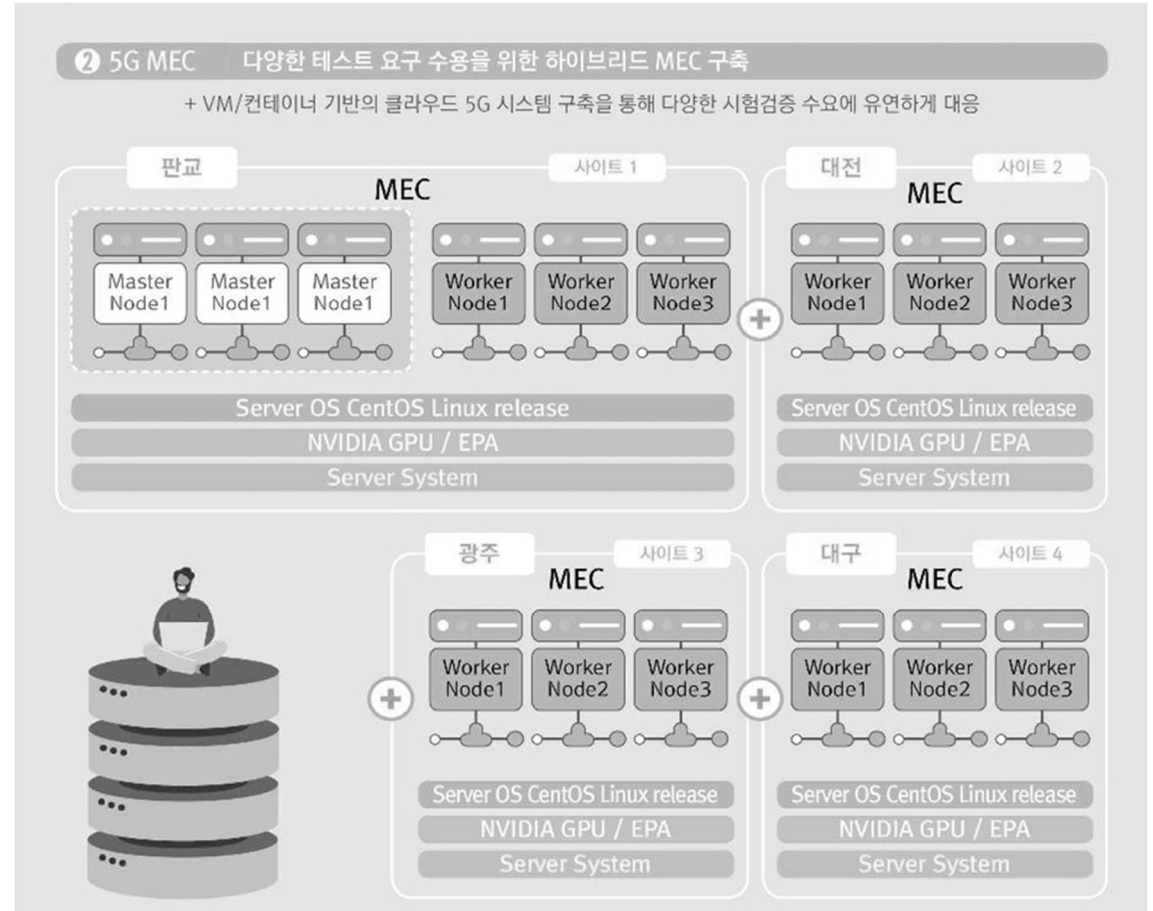 ❷ 5G MEC 다양한 테스트 요구 수용을 위한 하이브리드 MEC 구축
+ VM/컨테이너 기반의 클라우드 5G 시스템 구축을 통해 다양한 시험검증 수요에 유연하게 대응
판교
사이트 1
MEC
Master
Node1
Master
Node1
Master
Node1
Worker
Node1
Worker
Node2
Worker
Node3
Server OS CentOS Linux release
NVIDIA GPU / EPA
Server System
+
대전
사이트 2
MEC
Worker
Node1
Worker
Node2
Worker
Node3
Server OS CentOS Linux release
NVIDIA GPU / EPA
Server System
+
광주
사이트 3
MEC
Worker
Node1
Worker
Node2
Worker
Node3
Server OS CentOS Linux release
NVIDIA GPU / EPA
Server System
+
대구
사이트 4
MEC
Worker
Node1
Worker
Node2
Worker
Node3
Server OS CentOS Linux release
NVIDIA GPU / EPA
Server System